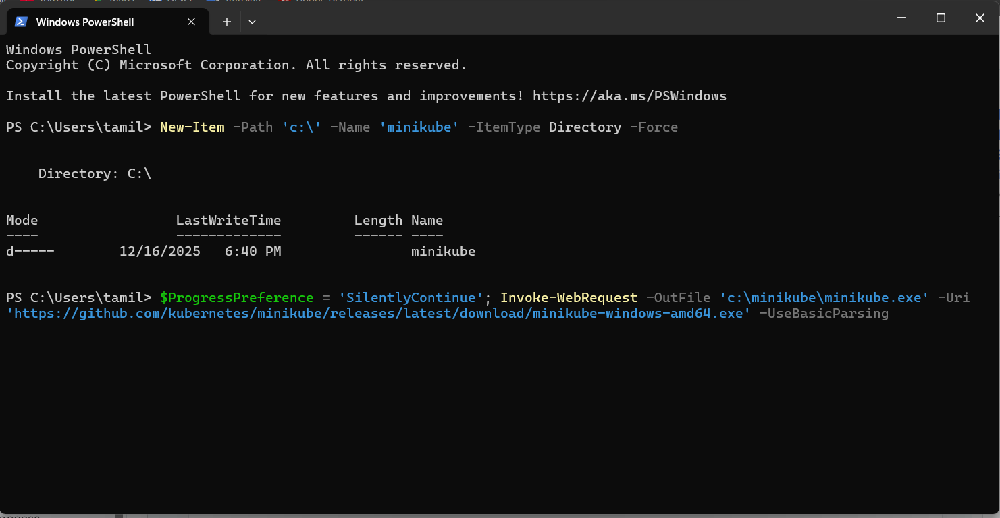 Windows PowerShell
Windows PowerShell
Copyright (C) Microsoft Corporation. All rights reserved.
Install the latest PowerShell for new features and improvements! https://aka.ms/PSWindows
PS C:\Users\tamil> New-Item -Path 'c:\' -Name 'minikube' -ItemType Directory -Force
Directory: C:\
Mode LastWriteTime Length Name
---- ------------- ------ ----
d----- 12/16/2025 6:40 PM minikube
PS C:\Users\tamil> $ProgressPreference = 'SilentlyContinue'; Invoke-WebRequest -OutFile 'c:\minikube\minikube.exe' -Uri
'https://github.com/kubernetes/minikube/releases/latest/download/minikube-windows-amd64.exe' -UseBasicParsing